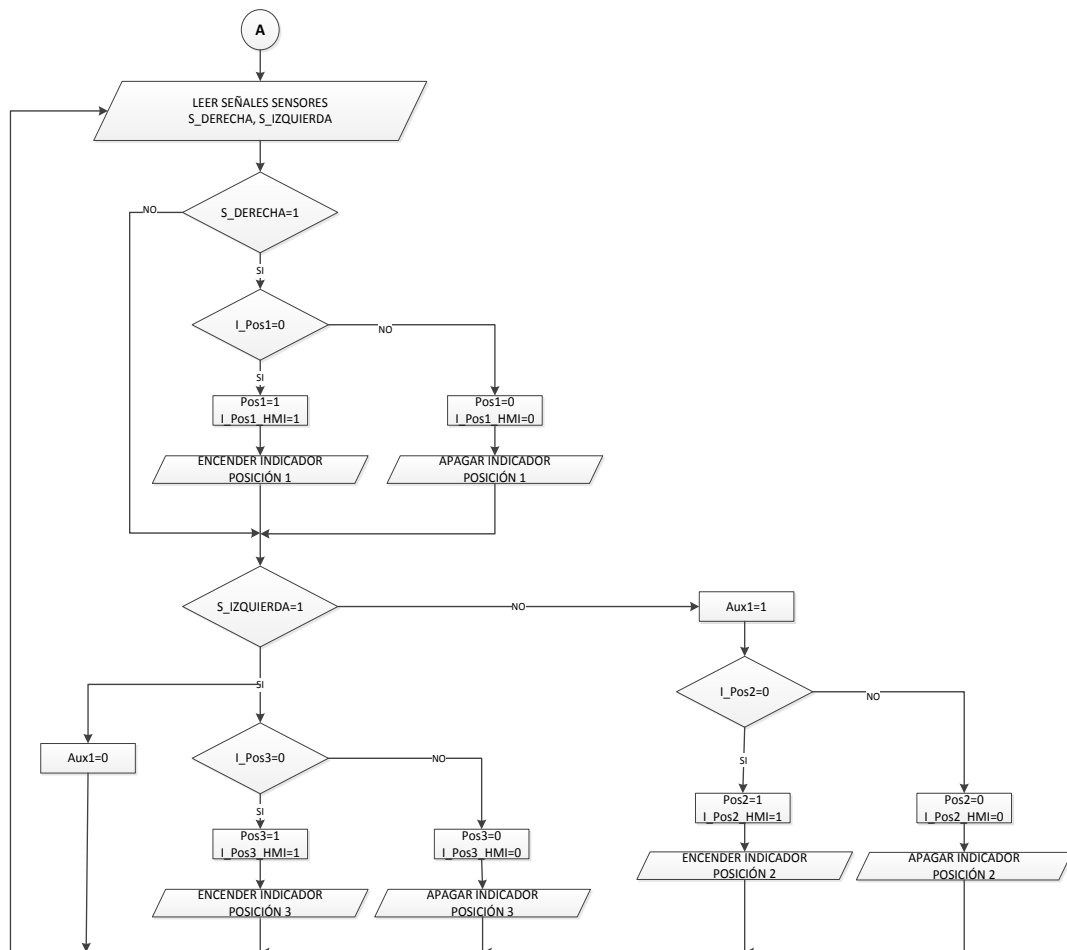 A
LEER SEÑALES SENSORES
S_DERECHA, S_IZQUIERDA
S_DERECHA=1
NO
SI
I_Pos1=0
NO
SI
Pos1=1
I_Pos1_HMI=1
Pos1=0
I_Pos1_HMI=0
ENCENDER INDICADOR
POSICIÓN 1
APAGAR INDICADOR
POSICIÓN 1
S_IZQUIERDA=1
NO
Aux1=1
SI
I_Pos2=0
NO
Aux1=0
I_Pos3=0
NO
SI
SI
Pos2=1
I_Pos2_HMI=1
Pos2=0
I_Pos2_HMI=0
Pos3=1
I_Pos3_HMI=1
Pos3=0
I_Pos3_HMI=0
ENCENDER INDICADOR
POSICIÓN 2
APAGAR INDICADOR
POSICIÓN 2
ENCENDER INDICADOR
POSICIÓN 3
APAGAR INDICADOR
POSICIÓN 3